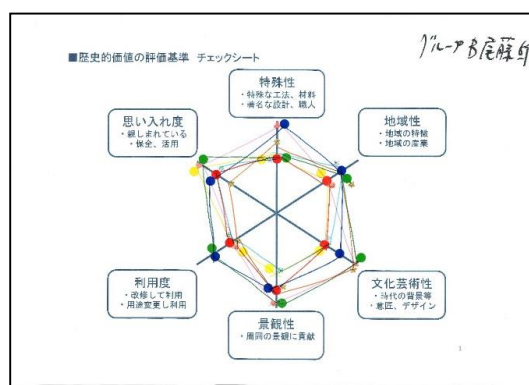 グループB尾藤邸
■歴史的価値の評価基準 チェックシート
特殊性
・特殊な工法、材料
・著名な設計、職人
思い入れ度
・親しまれている
・保全、活用
地域性
・地域の特徴
・地域の産業
利用度
・改修して利用
・用途変更し利用
文化芸術性
・時代の背景等
・意匠、デザイン
景観性
・周囲の景観に貢献
1